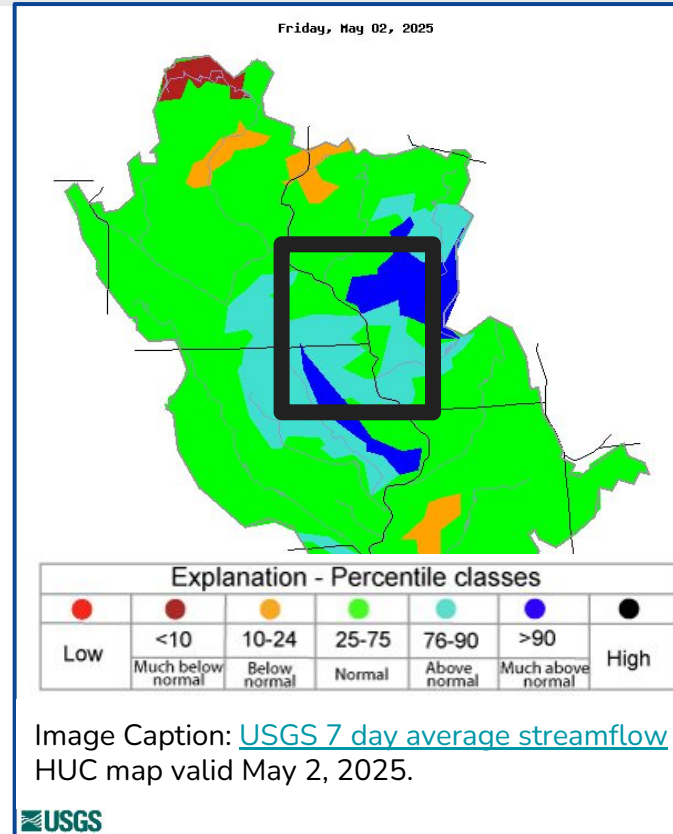 Friday, May 02, 2025
Explanation - Percentile classes
Low
<10
10-24
25-75
76-90
>90
High
Much below normal
Below normal
Normal
Above normal
Much above normal
Image Caption: USGS 7 day average streamflow
HUC map valid May 2, 2025.
USGS